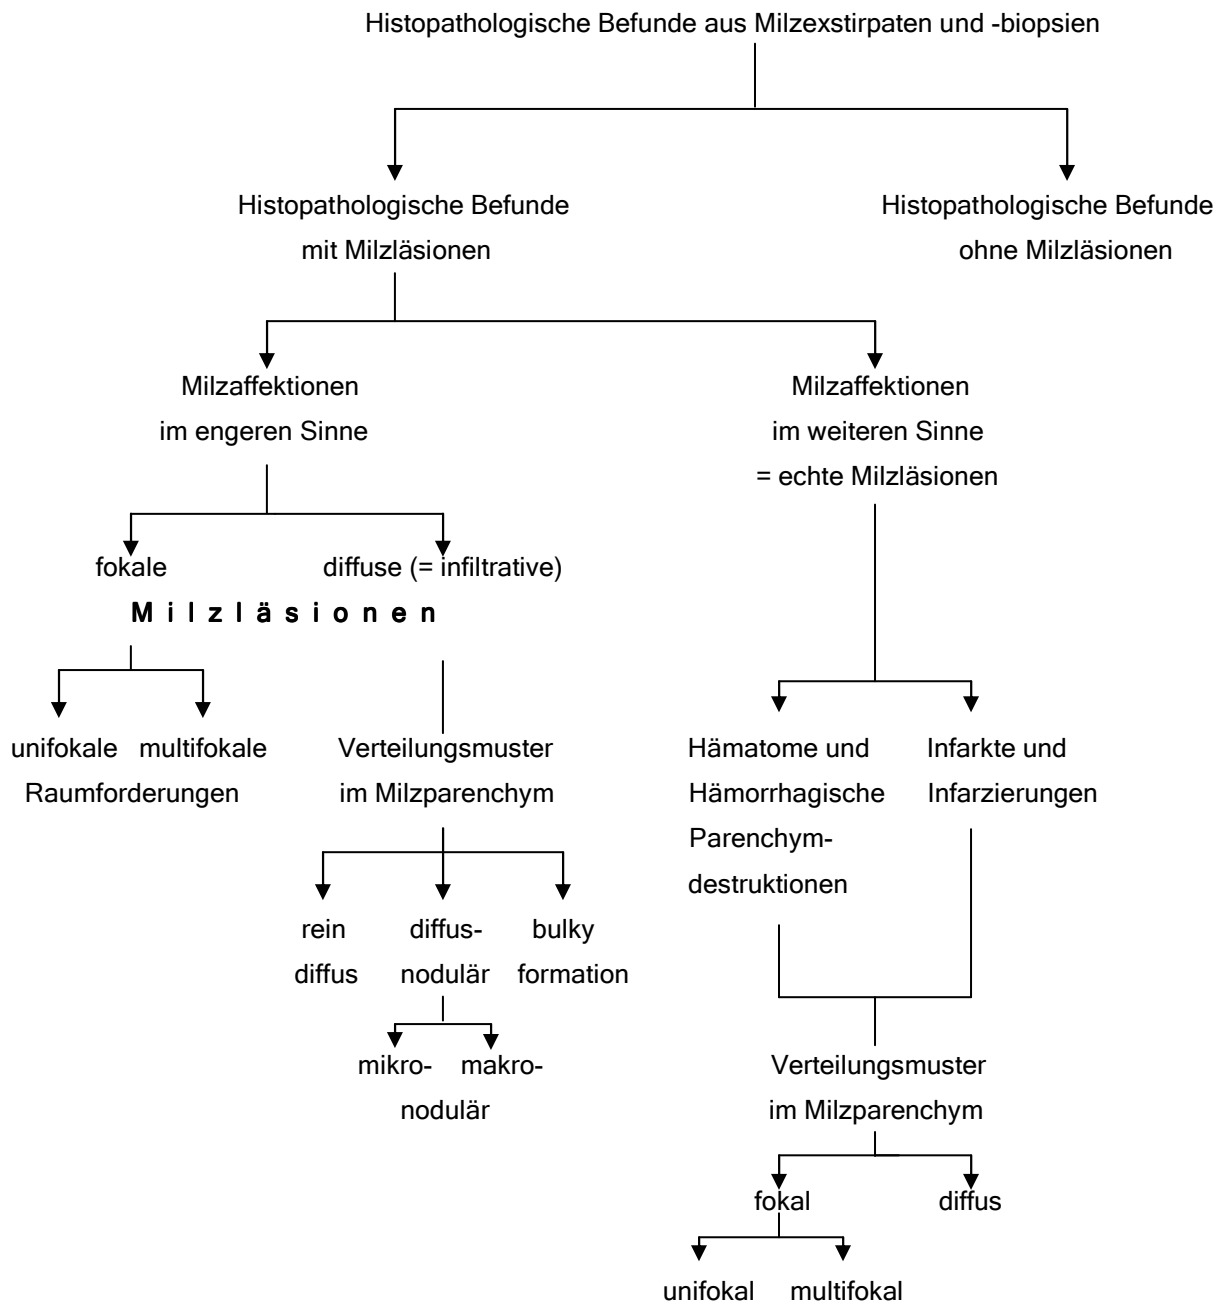 Histopathologische Befunde aus Milzexstirpaten und -biopsien
Histopathologische Befunde
mit Milzläsionen
Histopathologische Befunde
ohne Milzläsionen
Milzaffektionen
im engeren Sinne
Milzaffektionen
im weiteren Sinne
= echte Milzläsionen
fokale
diffuse (= infiltrative)
M i l z l ä s i o n e n
unifokale multifokale
Raumforderungen
Verteilungsmuster
im Milzparenchym
Hämatome und
Hämorrhagische
Parenchym-
destruktionen
Infarkte und
Infarzierungen
rein
diffus
diffus-
nodulär
bulky
formation
mikro- makro-
nodulär
Verteilungsmuster
im Milzparenchym
fokal
diffus
unifokal
multifokal